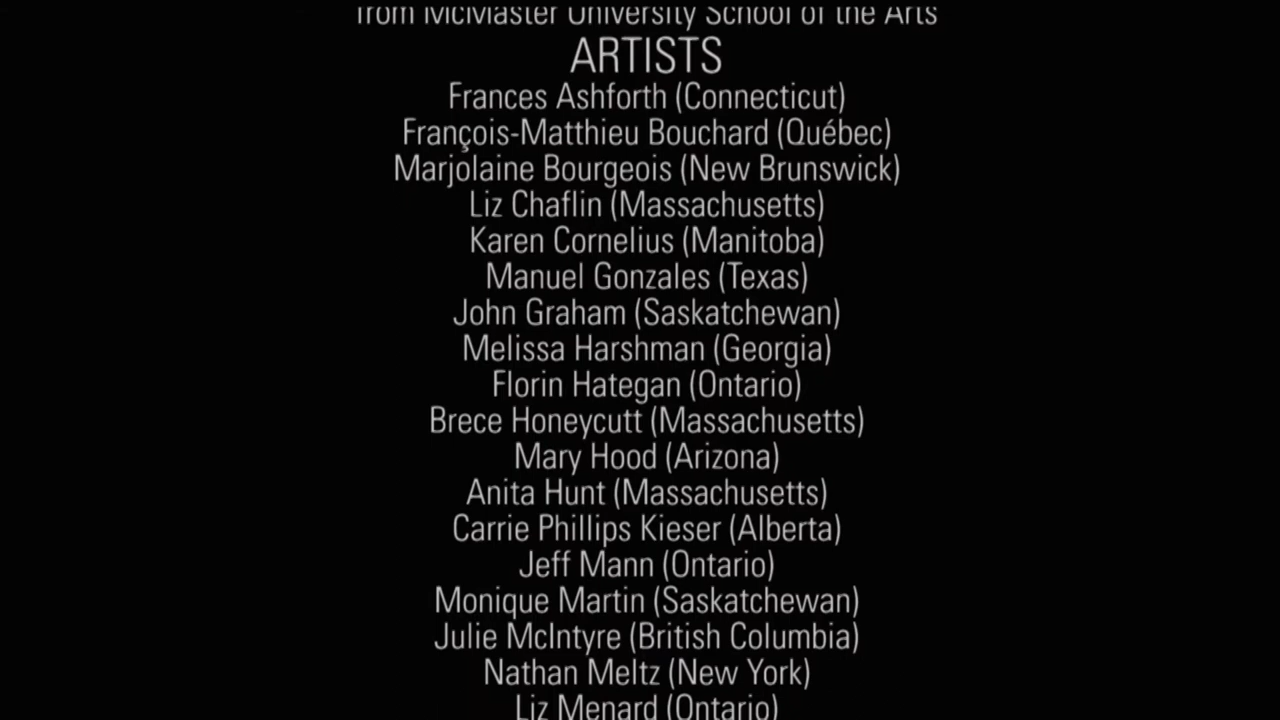 from McMaster University School of the Arts
ARTISTS
Frances Ashforth (Connecticut)
François-Matthieu Bouchard (Québec)
Marjolaine Bourgeois (New Brunswick)
Liz Chaflin (Massachusetts)
Karen Cornelius (Manitoba)
Manuel Gonzales (Texas)
John Graham (Saskatchewan)
Melissa Harshman (Georgia)
Florin Hategan (Ontario)
Brece Honeycutt (Massachusetts)
Mary Hood (Arizona)
Anita Hunt (Massachusetts)
Carrie Phillips Kieser (Alberta)
Jeff Mann (Ontario)
Monique Martin (Saskatchewan)
Julie McIntyre (British Columbia)
Nathan Meltz (New York)
Liz Menard (Ontario)